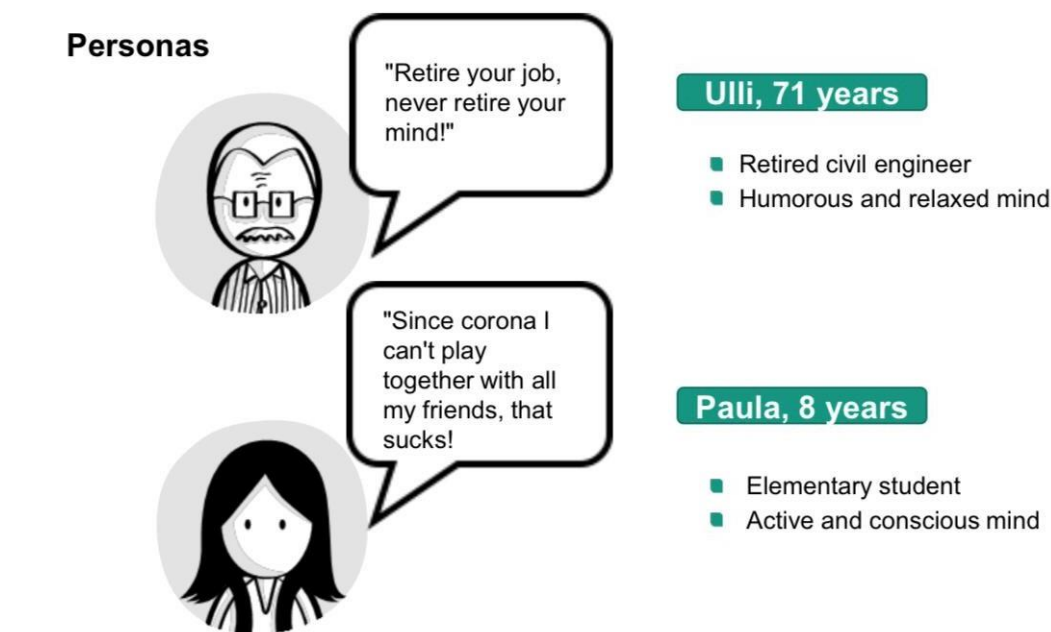 Personas
"Retire your job,
never retire your
mind!"
Ulli, 71 years
Retired civil engineer
Humorous and relaxed mind
"Since corona I
can't play
together with all
my friends, that
sucks!
Paula, 8 years
Elementary student
Active and conscious mind